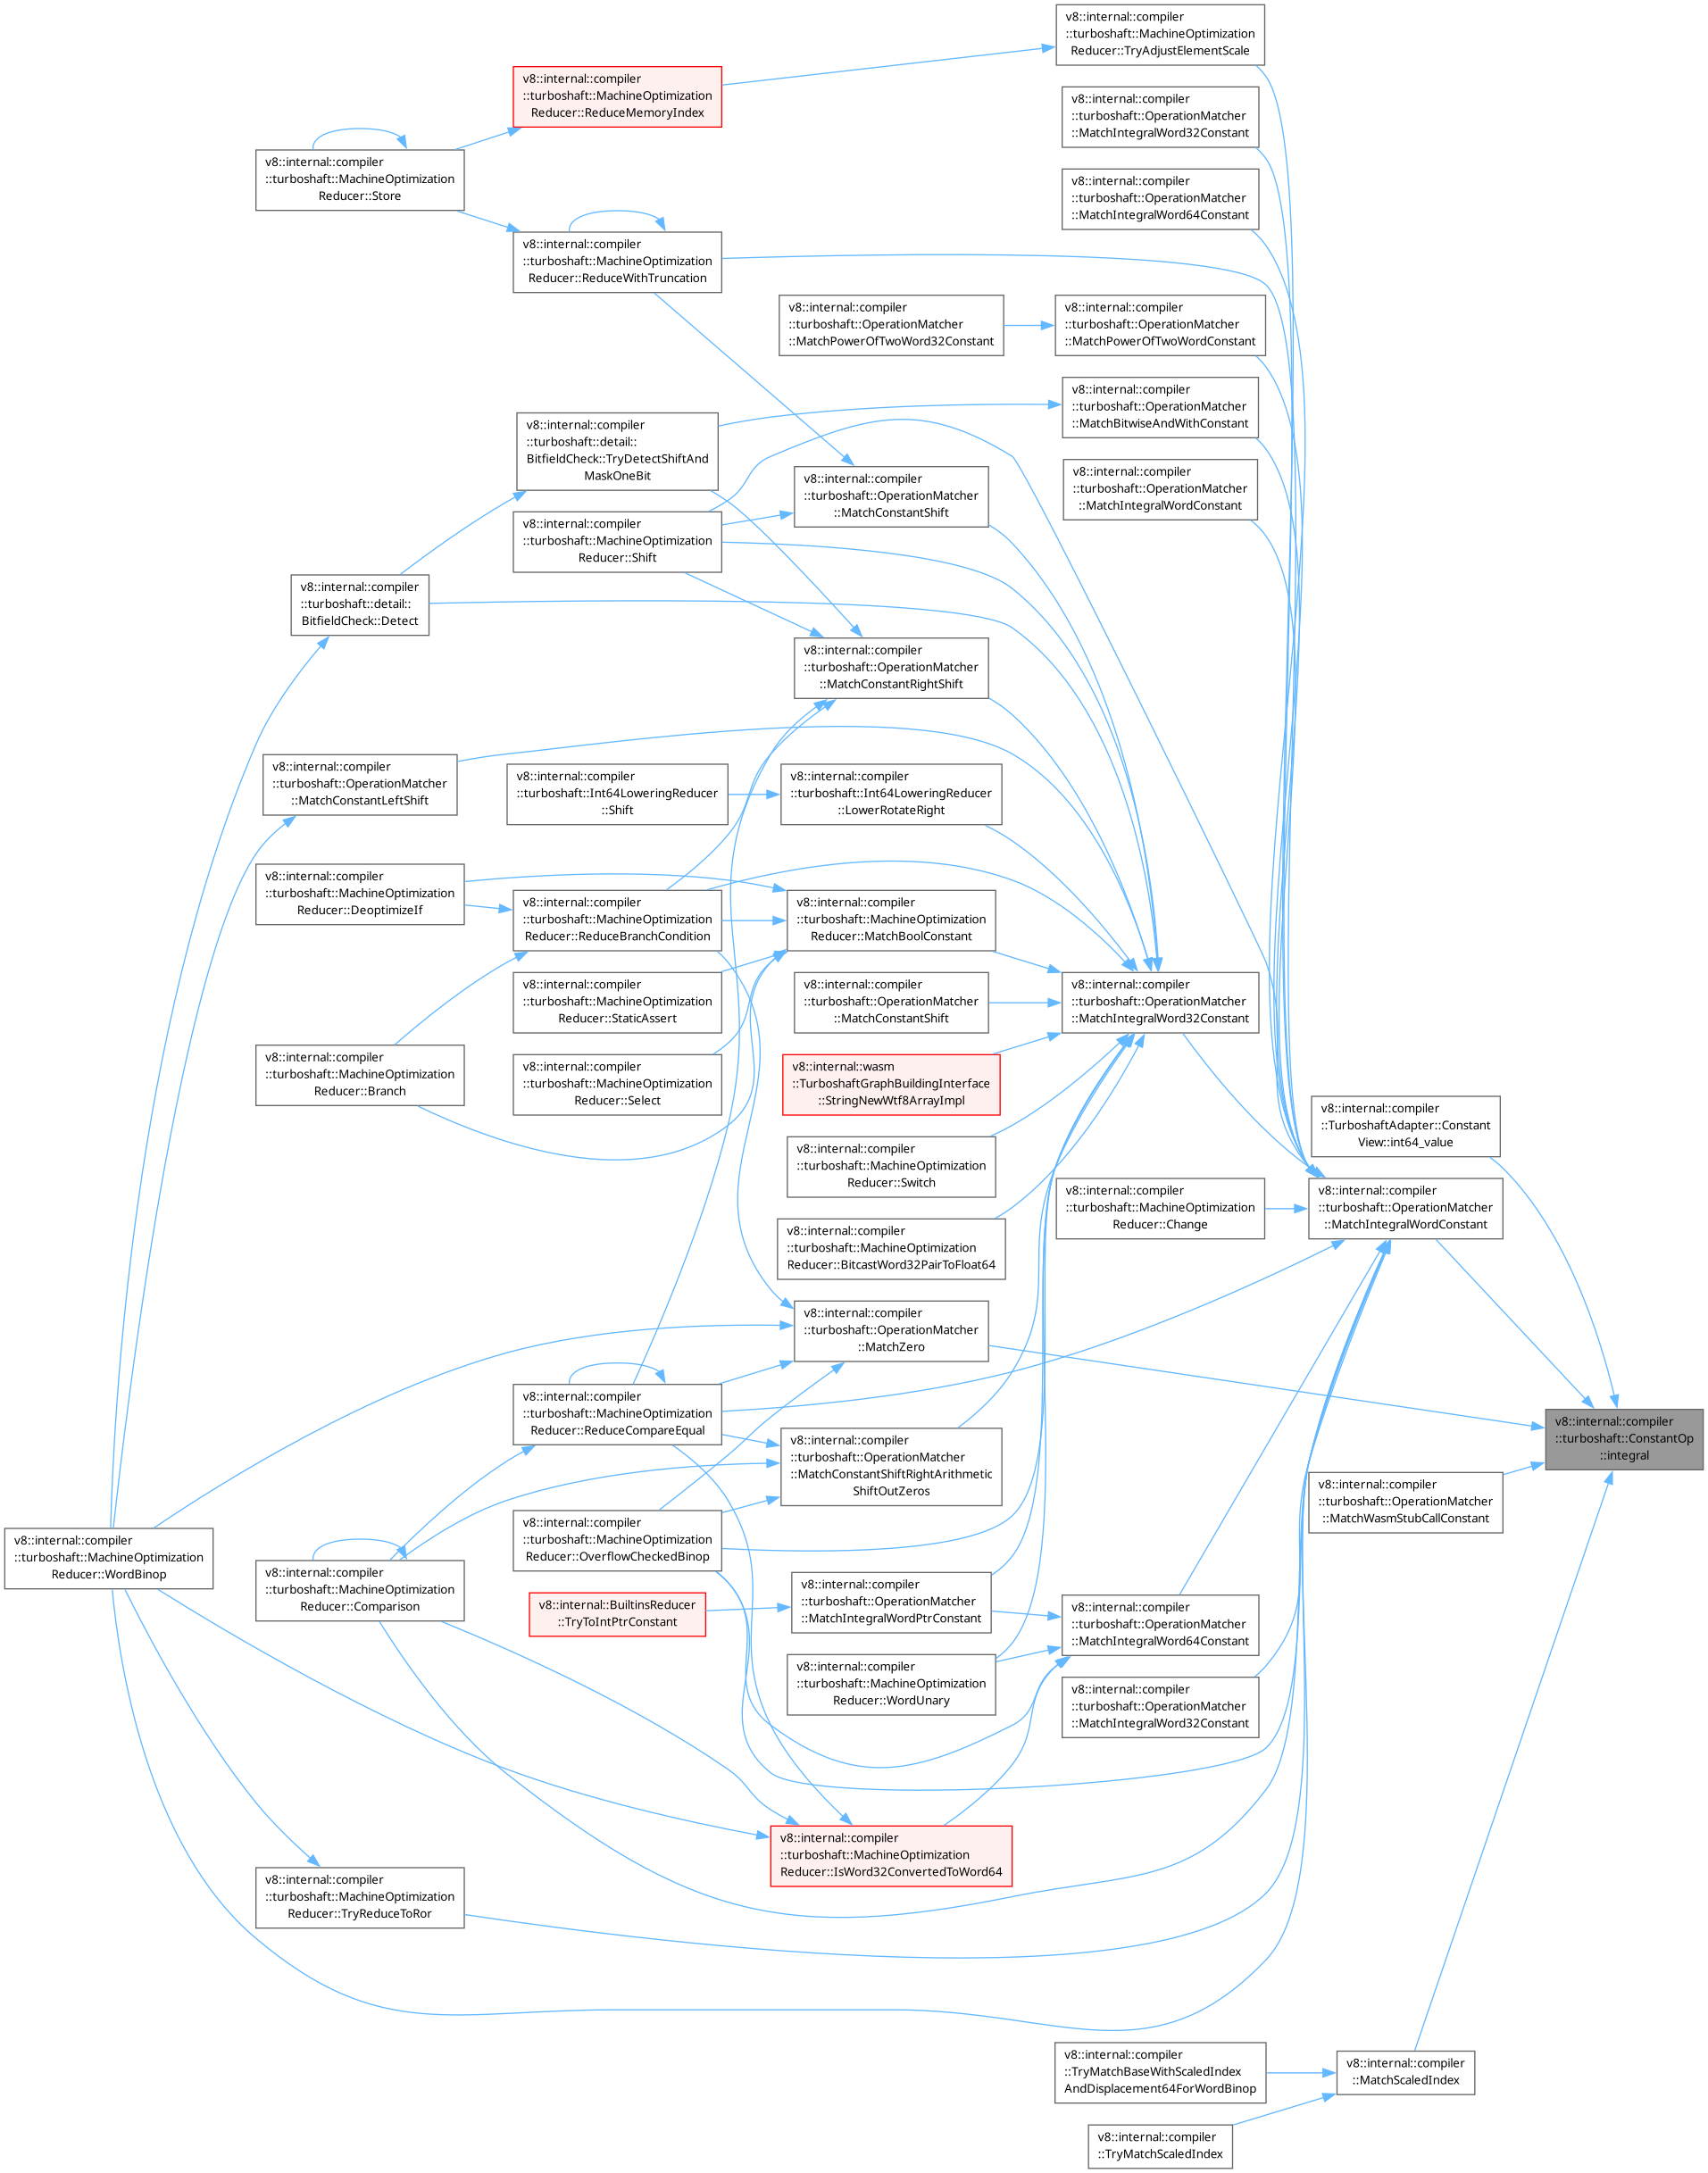 v8::internal::compiler
::turboshaft::MachineOptimization
Reducer::TryAdjustElementScale
v8::internal::compiler
::turboshaft::MachineOptimization
Reducer::ReduceMemoryIndex
v8::internal::compiler
::turboshaft::OperationMatcher
::MatchIntegralWord32Constant
v8::internal::compiler
::turboshaft::MachineOptimization
Reducer::Store
v8::internal::compiler
::turboshaft::OperationMatcher
::MatchIntegralWord64Constant
v8::internal::compiler
::turboshaft::MachineOptimization
Reducer::ReduceWithTruncation
v8::internal::compiler
::turboshaft::OperationMatcher
::MatchPowerOfTwoWord32Constant
v8::internal::compiler
::turboshaft::OperationMatcher
::MatchPowerOfTwoWordConstant
v8::internal::compiler
::turboshaft::OperationMatcher
::MatchBitwiseAndWithConstant
v8::internal::compiler
::turboshaft::detail::
BitfieldCheck::TryDetectShiftAnd
MaskOneBit
v8::internal::compiler
::turboshaft::OperationMatcher
::MatchConstantShift
v8::internal::compiler
::turboshaft::OperationMatcher
::MatchIntegralWordConstant
v8::internal::compiler
::turboshaft::MachineOptimization
Reducer::Shift
v8::internal::compiler
::turboshaft::detail::
BitfieldCheck::Detect
v8::internal::compiler
::turboshaft::OperationMatcher
::MatchConstantRightShift
v8::internal::compiler
::turboshaft::OperationMatcher
::MatchConstantLeftShift
v8::internal::compiler
::turboshaft::Int64LoweringReducer
::Shift
v8::internal::compiler
::turboshaft::Int64LoweringReducer
::LowerRotateRight
v8::internal::compiler
::turboshaft::MachineOptimization
Reducer::DeoptimizeIf
v8::internal::compiler
::turboshaft::MachineOptimization
Reducer::ReduceBranchCondition
v8::internal::compiler
::turboshaft::MachineOptimization
Reducer::MatchBoolConstant
v8::internal::compiler
::turboshaft::MachineOptimization
Reducer::StaticAssert
v8::internal::compiler
::turboshaft::OperationMatcher
::MatchConstantShift
v8::internal::compiler
::turboshaft::OperationMatcher
::MatchIntegralWord32Constant
v8::internal::compiler
::turboshaft::MachineOptimization
Reducer::Branch
v8::internal::compiler
::turboshaft::MachineOptimization
Reducer::Select
v8::internal::wasm
::TurboshaftGraphBuildingInterface
::StringNewWtf8ArrayImpl
v8::internal::compiler
::TurboshaftAdapter::Constant
View::int64_value
v8::internal::compiler
::turboshaft::MachineOptimization
Reducer::Switch
v8::internal::compiler
::turboshaft::MachineOptimization
Reducer::Change
v8::internal::compiler
::turboshaft::OperationMatcher
::MatchIntegralWordConstant
v8::internal::compiler
::turboshaft::MachineOptimization
Reducer::BitcastWord32PairToFloat64
v8::internal::compiler
::turboshaft::OperationMatcher
::MatchZero
v8::internal::compiler
::turboshaft::MachineOptimization
Reducer::ReduceCompareEqual
v8::internal::compiler
::turboshaft::ConstantOp
::integral
v8::internal::compiler
::turboshaft::OperationMatcher
::MatchConstantShiftRightArithmetic
ShiftOutZeros
v8::internal::compiler
::turboshaft::OperationMatcher
::MatchWasmStubCallConstant
v8::internal::compiler
::turboshaft::MachineOptimization
Reducer::WordBinop
v8::internal::compiler
::turboshaft::MachineOptimization
Reducer::OverflowCheckedBinop
v8::internal::compiler
::turboshaft::MachineOptimization
Reducer::Comparison
v8::internal::BuiltinsReducer
::TryToIntPtrConstant
v8::internal::compiler
::turboshaft::OperationMatcher
::MatchIntegralWordPtrConstant
v8::internal::compiler
::turboshaft::OperationMatcher
::MatchIntegralWord64Constant
v8::internal::compiler
::turboshaft::MachineOptimization
Reducer::WordUnary
v8::internal::compiler
::turboshaft::OperationMatcher
::MatchIntegralWord32Constant
v8::internal::compiler
::turboshaft::MachineOptimization
Reducer::IsWord32ConvertedToWord64
v8::internal::compiler
::turboshaft::MachineOptimization
Reducer::TryReduceToRor
v8::internal::compiler
::TryMatchBaseWithScaledIndex
AndDisplacement64ForWordBinop
v8::internal::compiler
::MatchScaledIndex
v8::internal::compiler
::TryMatchScaledIndex